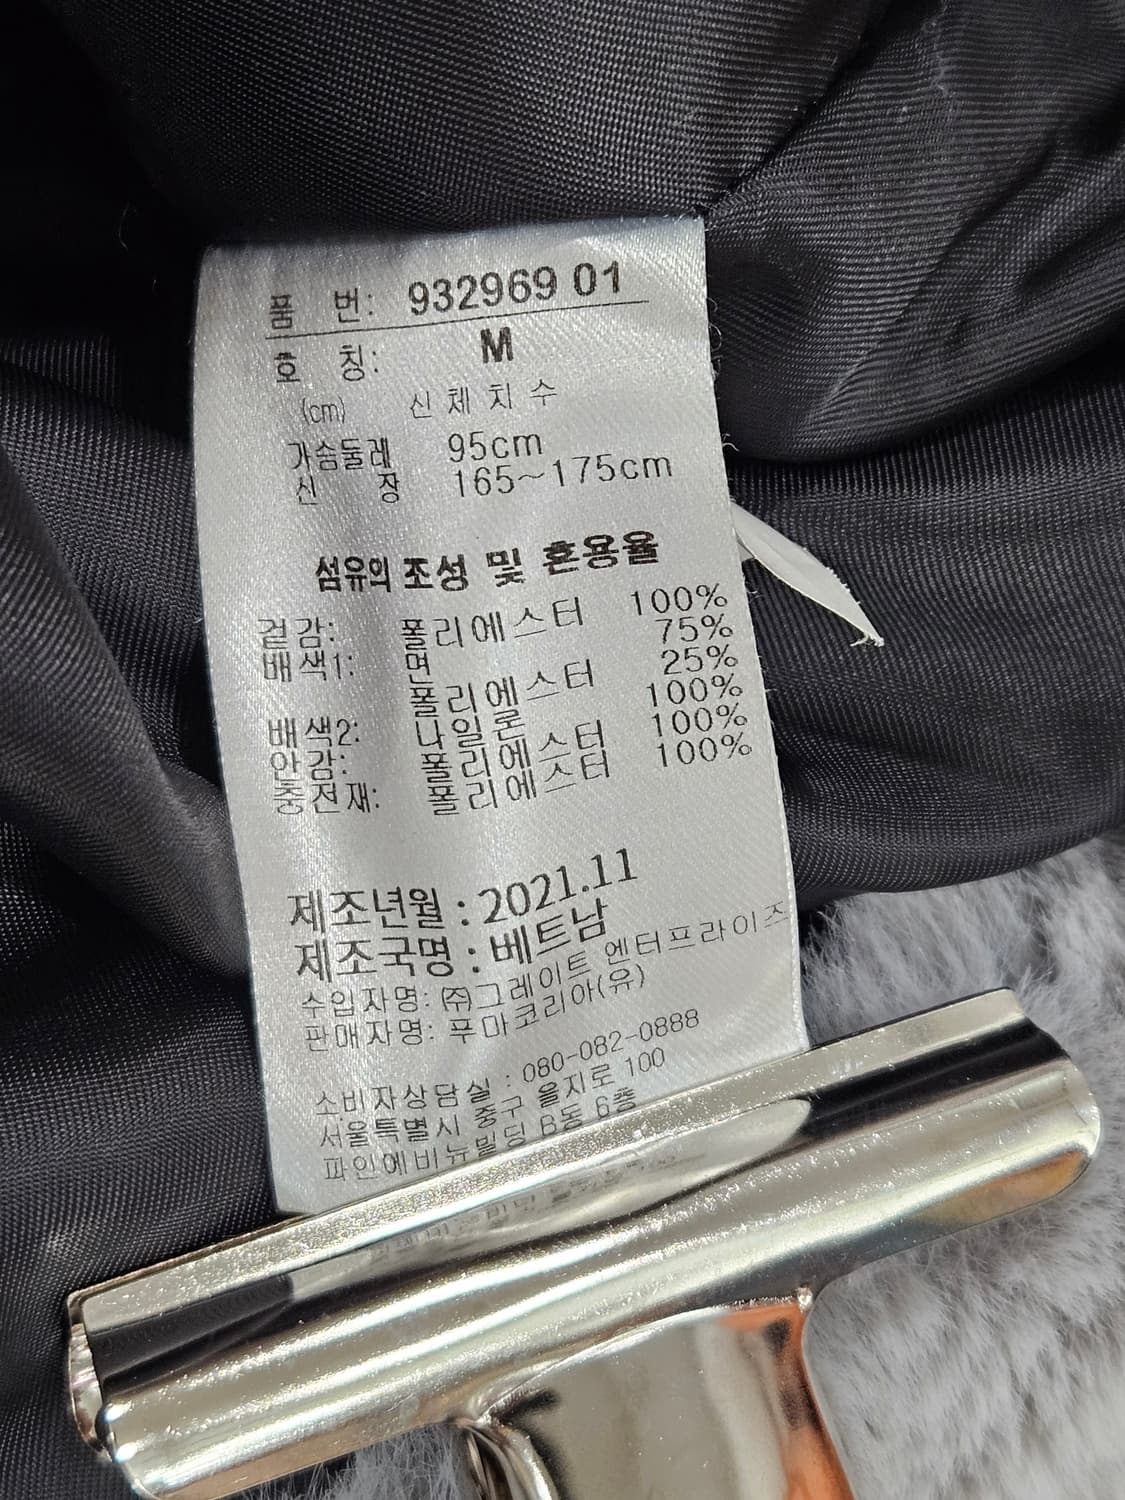 품 번: 932969 01
호 칭: M
(cm) 신체치수
가슴둘레 95cm
신 장 165~175cm
섬유의 조성 및 혼용율
겉감: 폴리에스터 100%
배색1: 면 75%
폴리에스터 25%
배색2: 나일론 100%
안감: 폴리에스터 100%
충전재: 폴리에스터 100%
제조년월 : 2021.11
제조국명 : 베트남
수입자명: ㈜그레이트 엔터프라이즈
판매자명: 푸마코리아(유)
소비자상담실 : 080-082-0888
서울특별시 중구 을지로 100
파인에비뉴빌딩 B동 6층